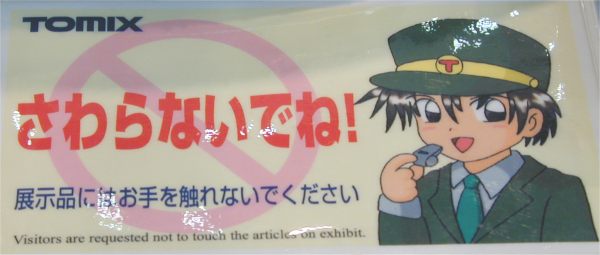 TOMIX
さわらないでね!
展示品にはお手を触れないでください
Visitors are requested not to touch the articles on exhibit.
T